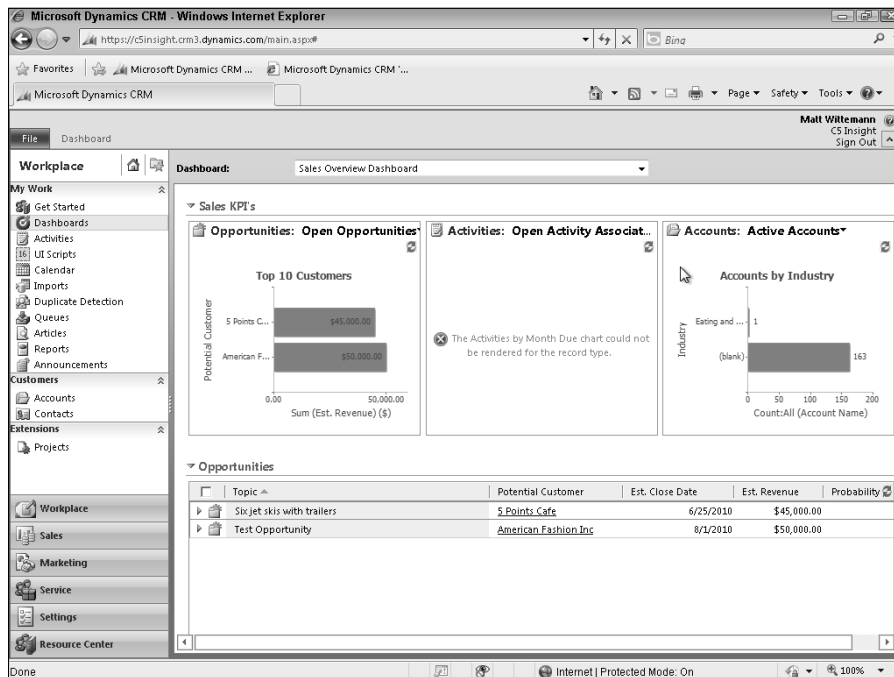 Microsoft Dynamics CRM - Windows Internet Explorer
https://c5insight.crm3.dynamics.com/main.aspx#
Bing
Favorites Microsoft Dynamics CRM ... Microsoft Dynamics CRM '...
Microsoft Dynamics CRM
Page Safety Tools
Matt Wittemann
C5 Insight
Sign Out
File Dashboard
Workplace
Dashboard: Sales Overview Dashboard
My Work
Get Started
Dashboards
Activities
16 UI Scripts
Calendar
Imports
Duplicate Detection
Queues
Articles
Reports
Announcements
Customers
Accounts
Contacts
Extensions
Projects
Workplace
Sales
Marketing
Service
Settings
Resource Center
Sales KPI's
Opportunities: Open Opportunities
Top 10 Customers
Potential Customer
5 Points C...
$45,000.00
American F...
$50,000.00
0.00 50,000.00
Sum (Est. Revenue) ($)
Activities: Open Activity Associat...
The Activities by Month Due chart could not
be rendered for the record type.
Accounts: Active Accounts
Accounts by Industry
Industry
Eating and ... 1
(blank) 163
0 50 100 150 200
Count:All (Account Name)
Opportunities
Topic Potential Customer Est. Close Date Est. Revenue Probability
Six jet skis with trailers 5 Points Cafe 6/25/2010 $45,000.00
Test Opportunity American Fashion Inc 8/1/2010 $50,000.00
Done Internet | Protected Mode: On 100%